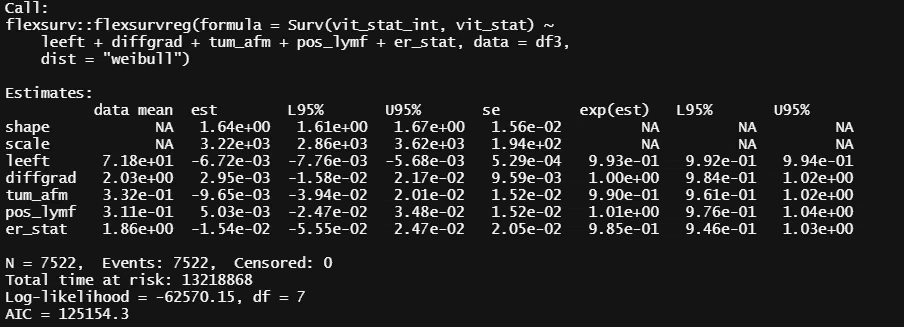 Call:
flexsurv::flexsurvreg(formula = Surv(vit_stat_int, vit_stat) ~
    leeft + diffgrad + tum_afm + pos_lymf + er_stat, data = df3,
    dist = "weibull")

Estimates:
          data mean  est        L95%       U95%       se         exp(est)   L95%       U95%
shape            NA   1.64e+00   1.61e+00   1.67e+00   1.56e-02         NA         NA         NA
scale            NA   3.22e+03   2.86e+03   3.62e+03   1.94e+02         NA         NA         NA
leeft      7.18e+01  -6.72e-03  -7.76e-03  -5.68e-03   5.29e-04   9.93e-01   9.92e-01   9.94e-01
diffgrad   2.03e+00   2.95e-03  -1.58e-02   2.17e-02   9.59e-03   1.00e+00   9.84e-01   1.02e+00
tum_afm    3.32e-01  -9.65e-03  -3.94e-02   2.01e-02   1.52e-02   9.90e-01   9.61e-01   1.02e+00
pos_lymf   3.11e-01   5.03e-03  -2.47e-02   3.48e-02   1.52e-02   1.01e+00   9.76e-01   1.04e+00
er_stat    1.86e+00  -1.54e-02  -5.55e-02   2.47e-02   2.05e-02   9.85e-01   9.46e-01   1.03e+00

N = 7522,  Events: 7522,  Censored: 0
Total time at risk: 13218868
Log-likelihood = -62570.15, df = 7
AIC = 125154.3